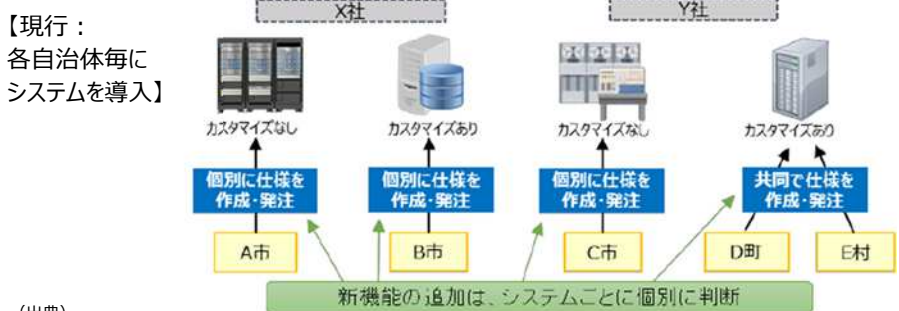 【現行：
各自治体毎に
システムを導入】
X社
Y社
カスタマイズなし
カスタマイズあり
カスタマイズなし
カスタマイズあり
個別に仕様を
作成・発注
個別に仕様を
作成・発注
個別に仕様を
作成・発注
共同で仕様を
作成・発注
A市
B市
C市
D町
E村
新機能の追加は、システムごとに個別に判断
（出典）